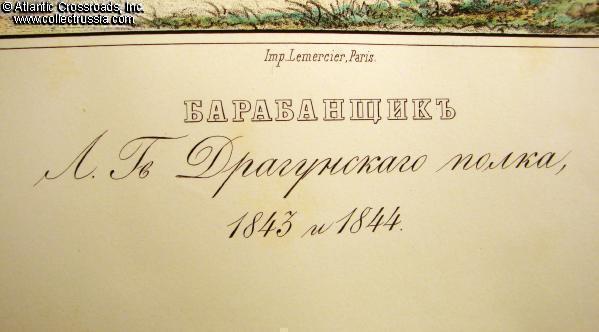 © Atlantic Crossroads, Inc.
www.collectrussia.com
Imp. Lemercier, Paris.
БАРАБАНЩИКЪ
Л. Гв Драгунскаго полка,
1843 и 1844.